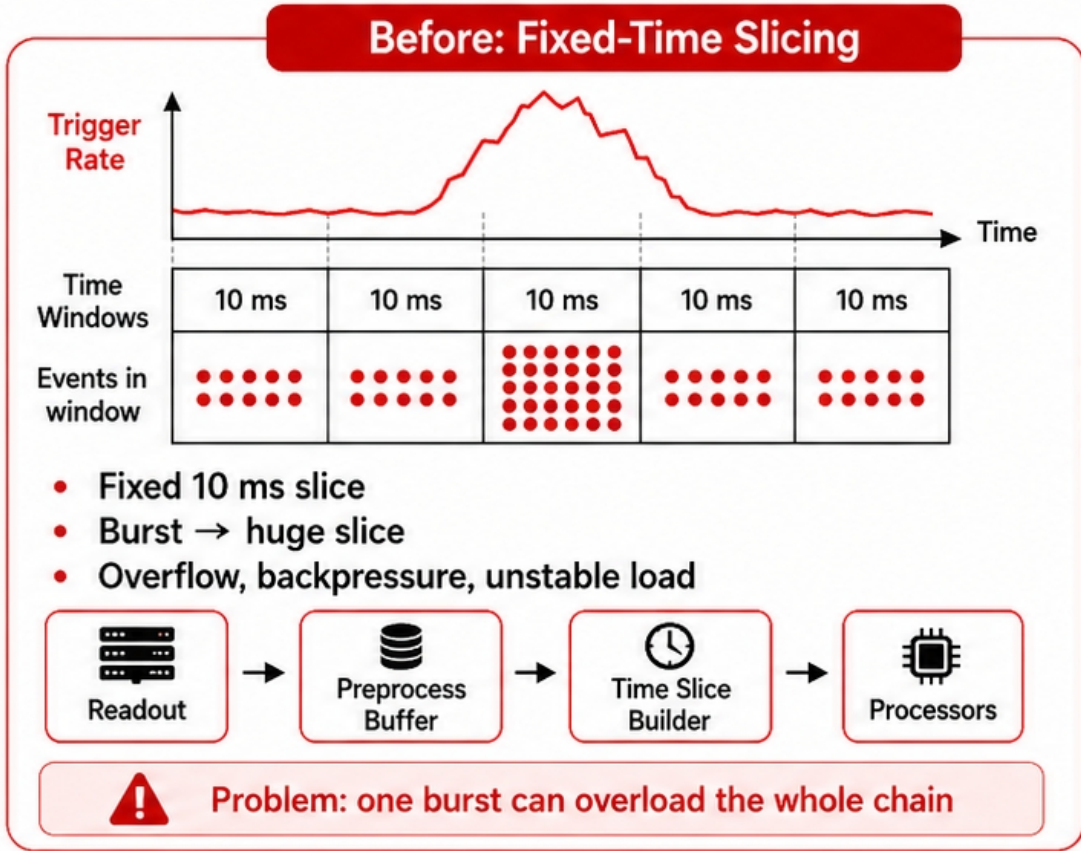 Before: Fixed-Time Slicing
Trigger
Rate
Time
Time
Windows
10 ms
10 ms
10 ms
10 ms
10 ms
Events in
window
• Fixed 10 ms slice
• Burst → huge slice
• Overflow, backpressure, unstable load
Readout
Preprocess
Buffer
Time Slice
Builder
Processors
Problem: one burst can overload the whole chain